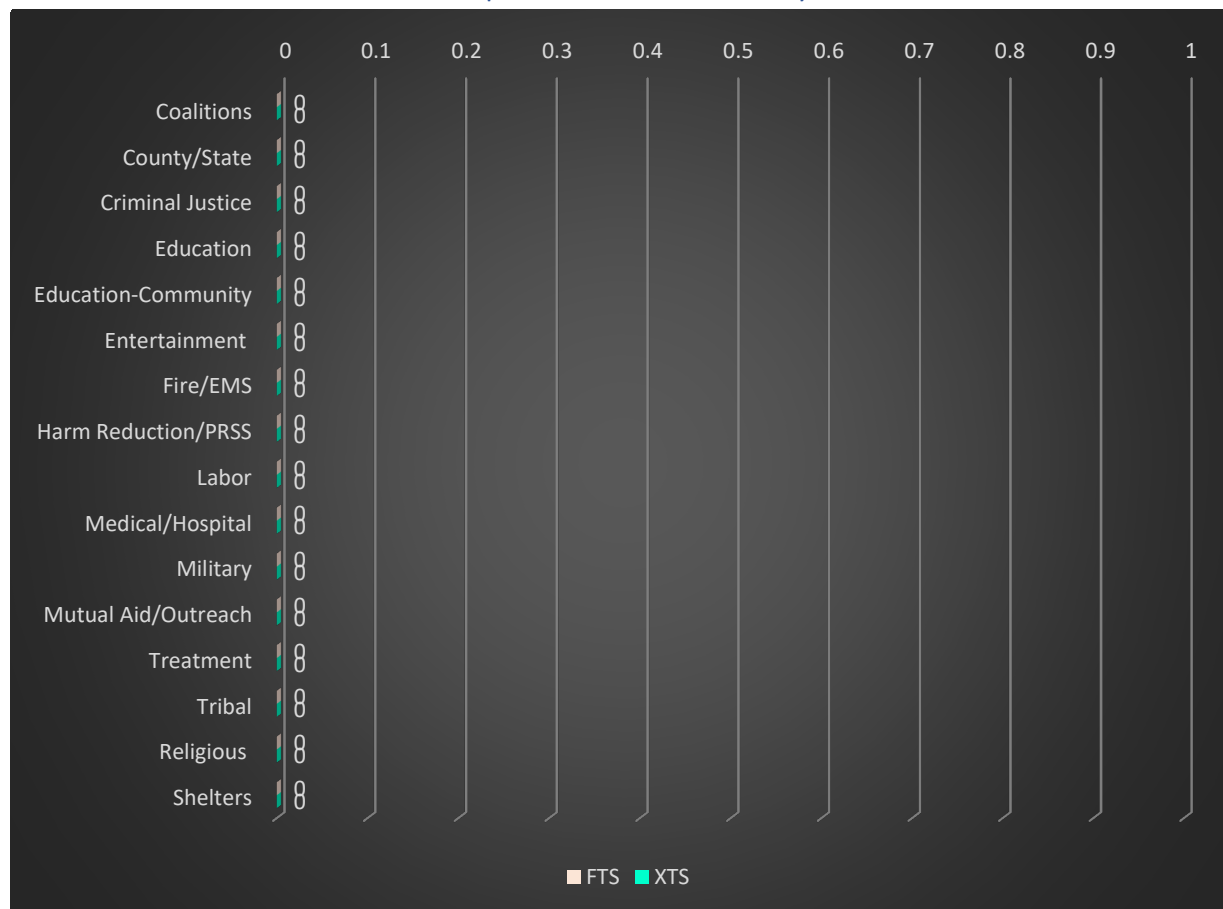 0 0.1 0.2 0.3 0.4 0.5 0.6 0.7 0.8 0.9 1
Coalitions 0 0
County/State 0 0
Criminal Justice 0 0
Education 0 0
Education-Community 0 0
Entertainment 0 0
Fire/EMS 0 0
Harm Reduction/PRSS 0 0
Labor 0 0
Medical/Hospital 0 0
Military 0 0
Mutual Aid/Outreach 0 0
Treatment 0 0
Tribal 0 0
Religious 0 0
Shelters 0 0
FTS XTS